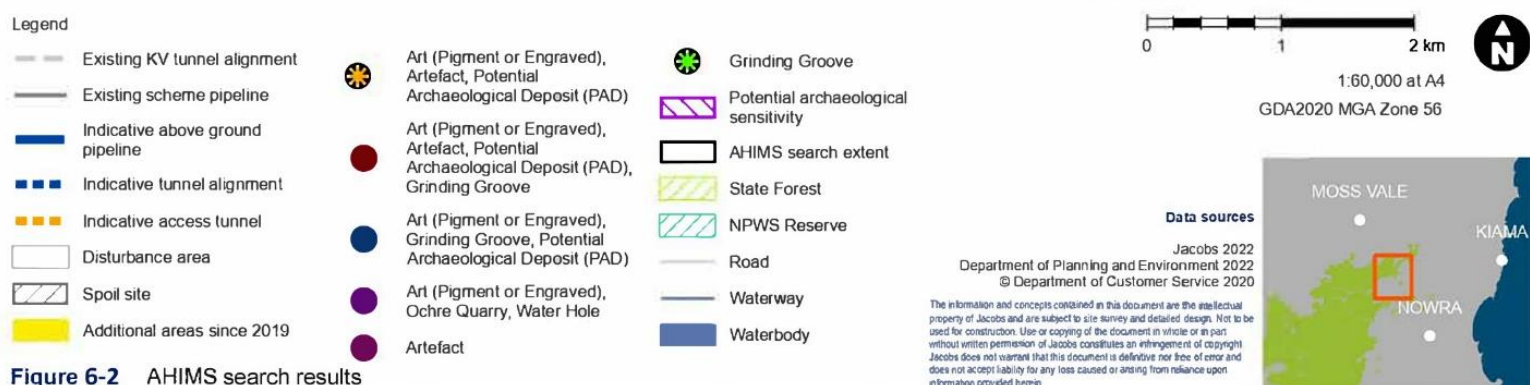 Legend
Existing KV tunnel alignment
Existing scheme pipeline
Indicative above ground
pipeline
Indicative tunnel alignment
Indicative access tunnel
Disturbance area
Spoil site
Additional areas since 2019
Art (Pigment or Engraved),
Artefact, Potential
Archaeological Deposit (PAD)
Art (Pigment or Engraved),
Artefact, Potential
Archaeological Deposit (PAD),
Grinding Groove
Art (Pigment or Engraved),
Grinding Groove, Potential
Archaeological Deposit (PAD)
Art (Pigment or Engraved),
Ochre Quarry, Water Hole
Artefact
Grinding Groove
Potential archaeological
sensitivity
AHIMS search extent
State Forest
NPWS Reserve
Road
Waterway
Waterbody
0 1 2 km
N
1:60,000 at A4
GDA2020 MGA Zone 56
Data sources
Jacobs 2022
Department of Planning and Environment 2022
© Department of Customer Service 2020
The information and concepts contained in this document are the intellectual
property of Jacobs and are subject to site survey and detailed design. Not to be
used for construction. Use or copying of the document in whole or in part
without written permission of Jacobs constitutes an infringement of copyright.
Jacobs does not warrant that this document is definitive nor free of error and
does not accept liability for any loss caused or arising from reliance upon
information provided herein.
MOSS VALE
KIAMA
NOWRA
Figure 6-2 AHIMS search results